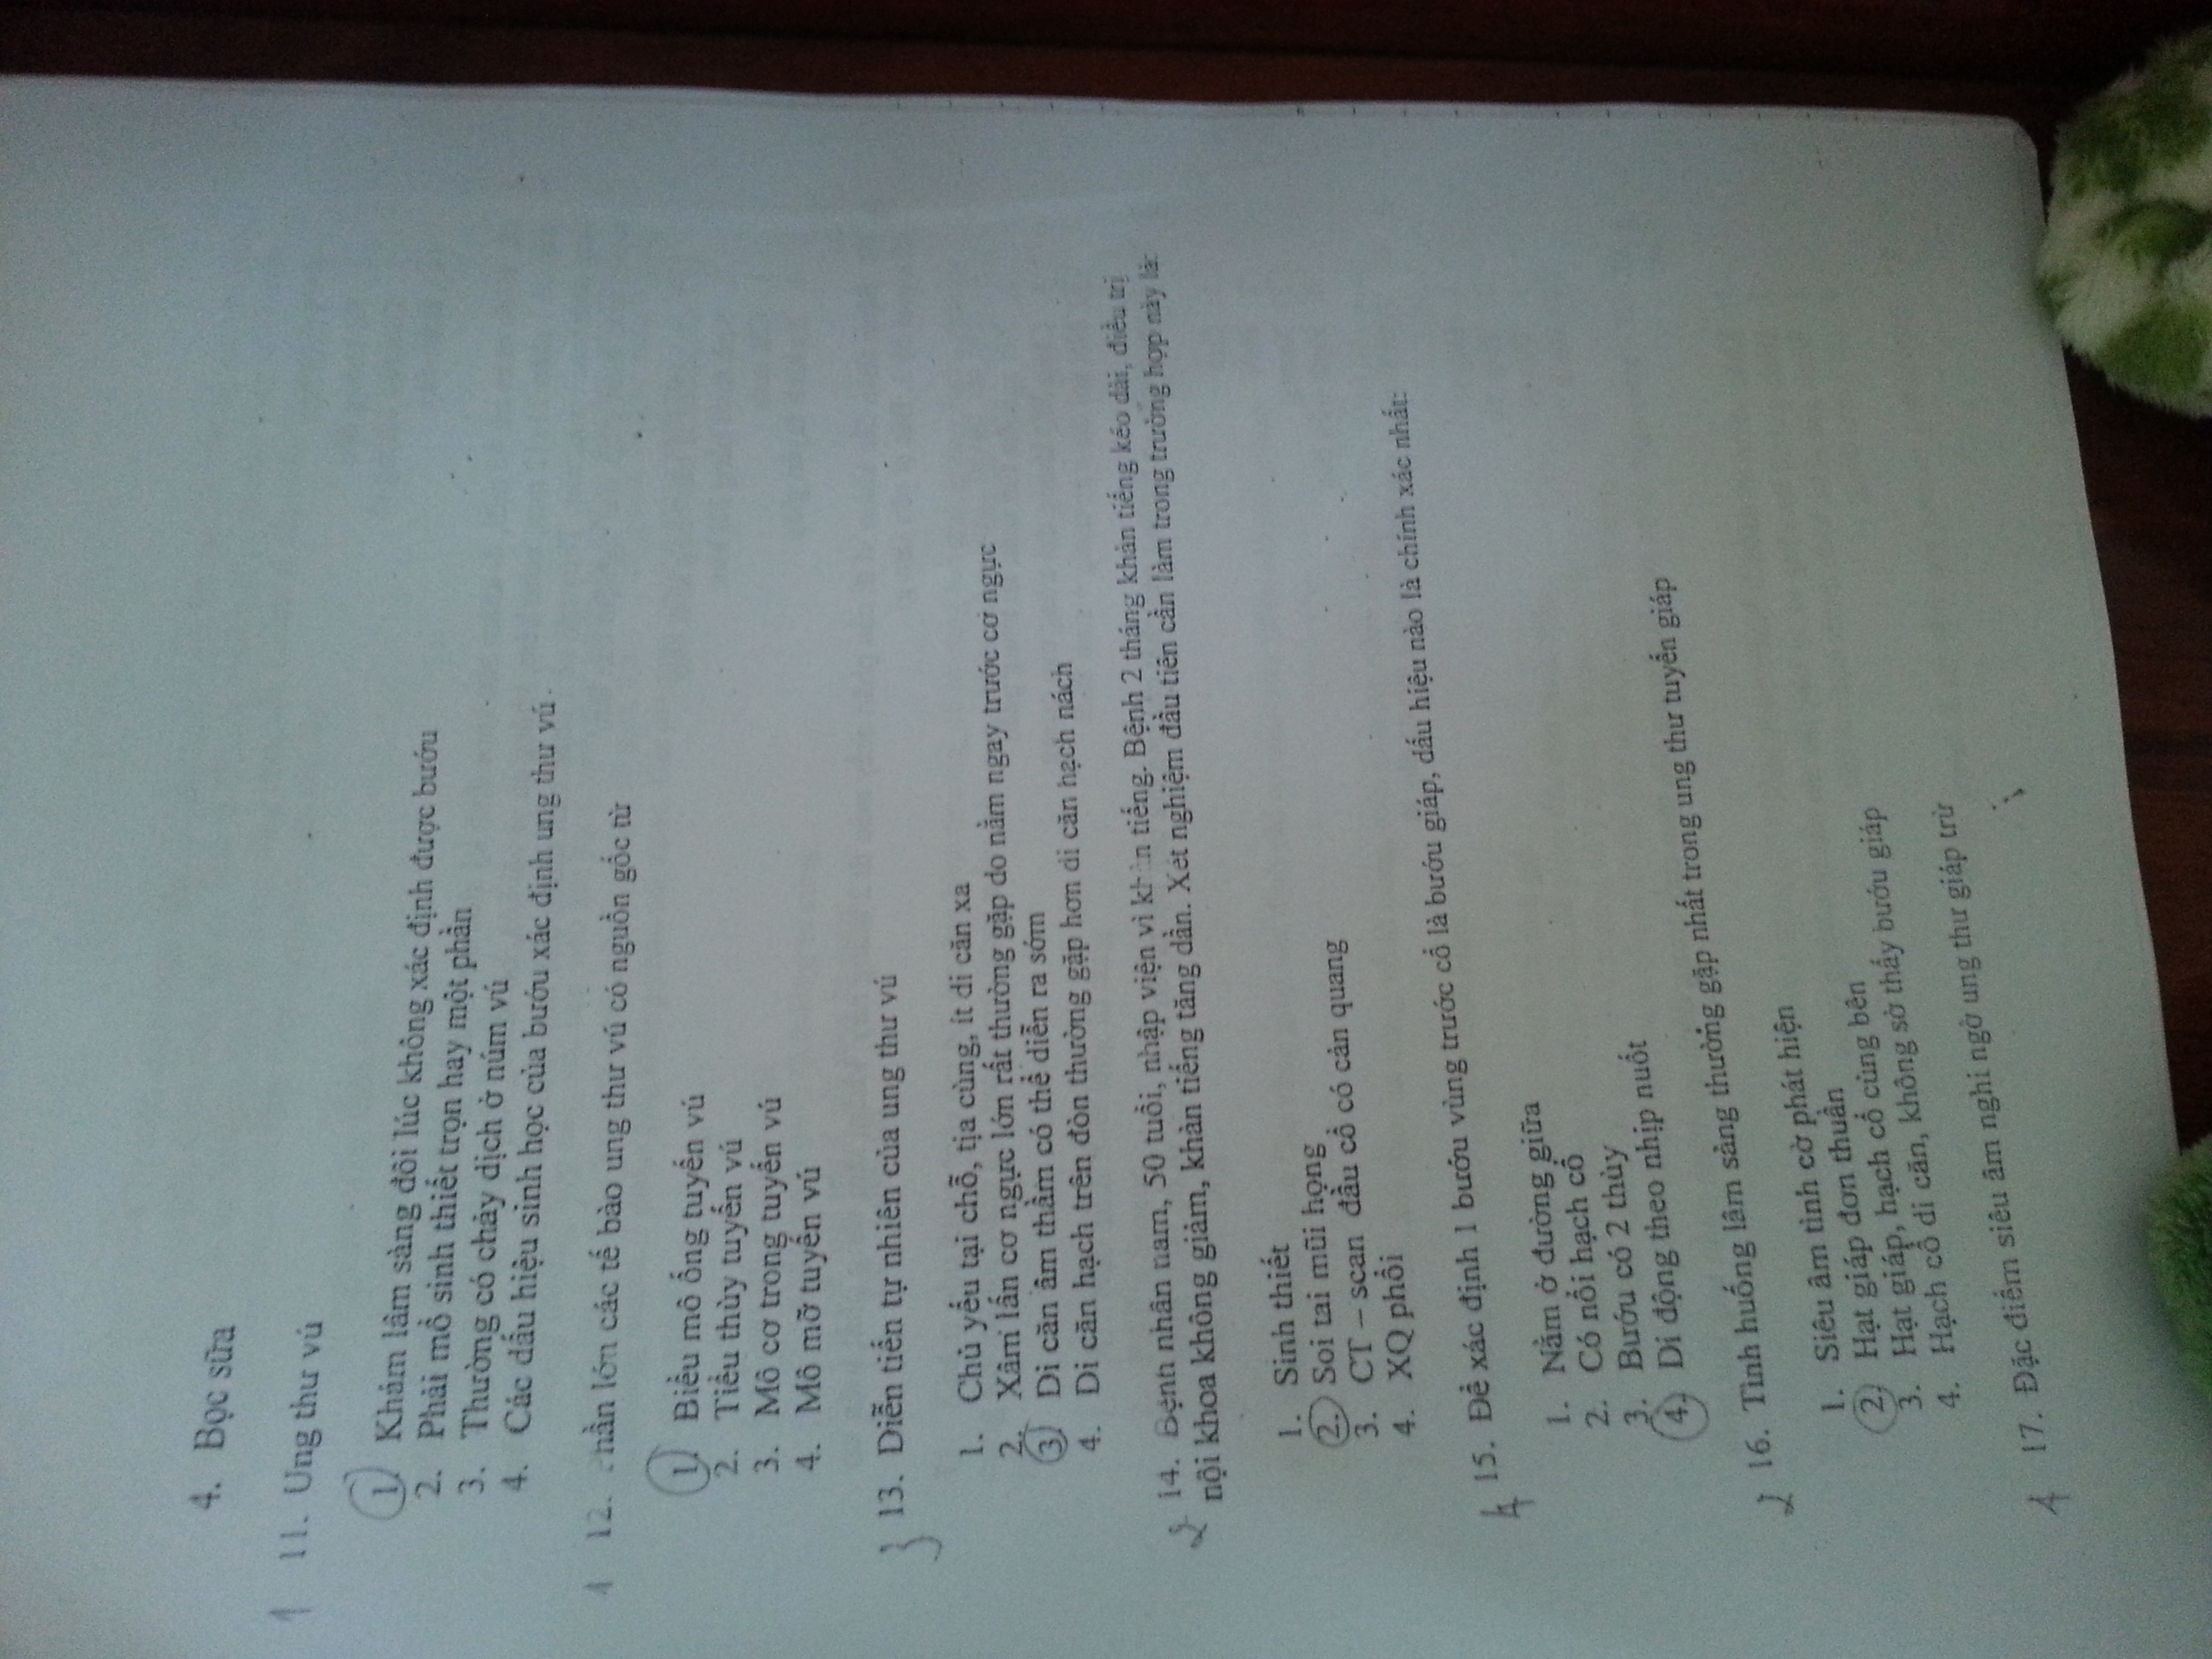 4. Bọc sữa
1 11. Ung thư vú
1. Khám lâm sàng đôi lúc không xác định được bướu
2. Phải mổ sinh thiết trọn hay một phần
3. Thường có chảy dịch ở núm vú
4. Các dấu hiệu sinh học của bướu xác định ung thư vú.
1 12. Phần lớn các tế bào ung thư vú có nguồn gốc từ
1. Biểu mô ống tuyến vú
2. Tiểu thùy tuyến vú
3. Mô cơ trong tuyến vú
4. Mô mỡ tuyến vú
3 13. Diễn tiến tự nhiên của ung thư vú
1. Chủ yếu tại chỗ, tịa cùng, ít di căn xa
2. Xâm lấn cơ ngực lớn rất thường gặp do nằm ngay trước cơ ngực
3. Di căn âm thầm có thể diễn ra sớm
4. Di căn hạch trên đòn thường gặp hơn di căn hạch nách
2 14. Bệnh nhân nam, 50 tuổi, nhập viện vì khàn tiếng. Bệnh 2 tháng khàn tiếng kéo dài, điều trị
nội khoa không giảm, khàn tiếng tăng dần. Xét nghiệm đầu tiên cần làm trong trường hợp này là:
1. Sinh thiết
2. Soi tai mũi họng
3. CT – scan đầu cổ có cản quang
4. XQ phổi
4 15. Để xác định 1 bướu vùng trước cổ là bướu giáp, dấu hiệu nào là chính xác nhất:
1. Nằm ở đường giữa
2. Có nổi hạch cổ
3. Bướu có 2 thùy
4. Di động theo nhịp nuốt
2 16. Tình huống lâm sàng thường gặp nhất trong ung thư tuyến giáp
1. Siêu âm tình cờ phát hiện
2. Hạt giáp đơn thuần
3. Hạt giáp, hạch cổ cùng bên
4. Hạch cổ di căn, không sờ thấy bướu giáp
17. Đặc điểm siêu âm nghi ngờ ung thư giáp trừ